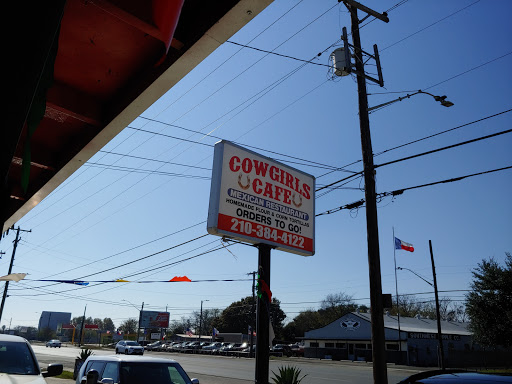 COWGIRLS
CAFE
MEXICAN RESTAURANT
HOMEMADE FLOUR & CORN TORTILLAS
ORDERS TO GO!
210-384-4122